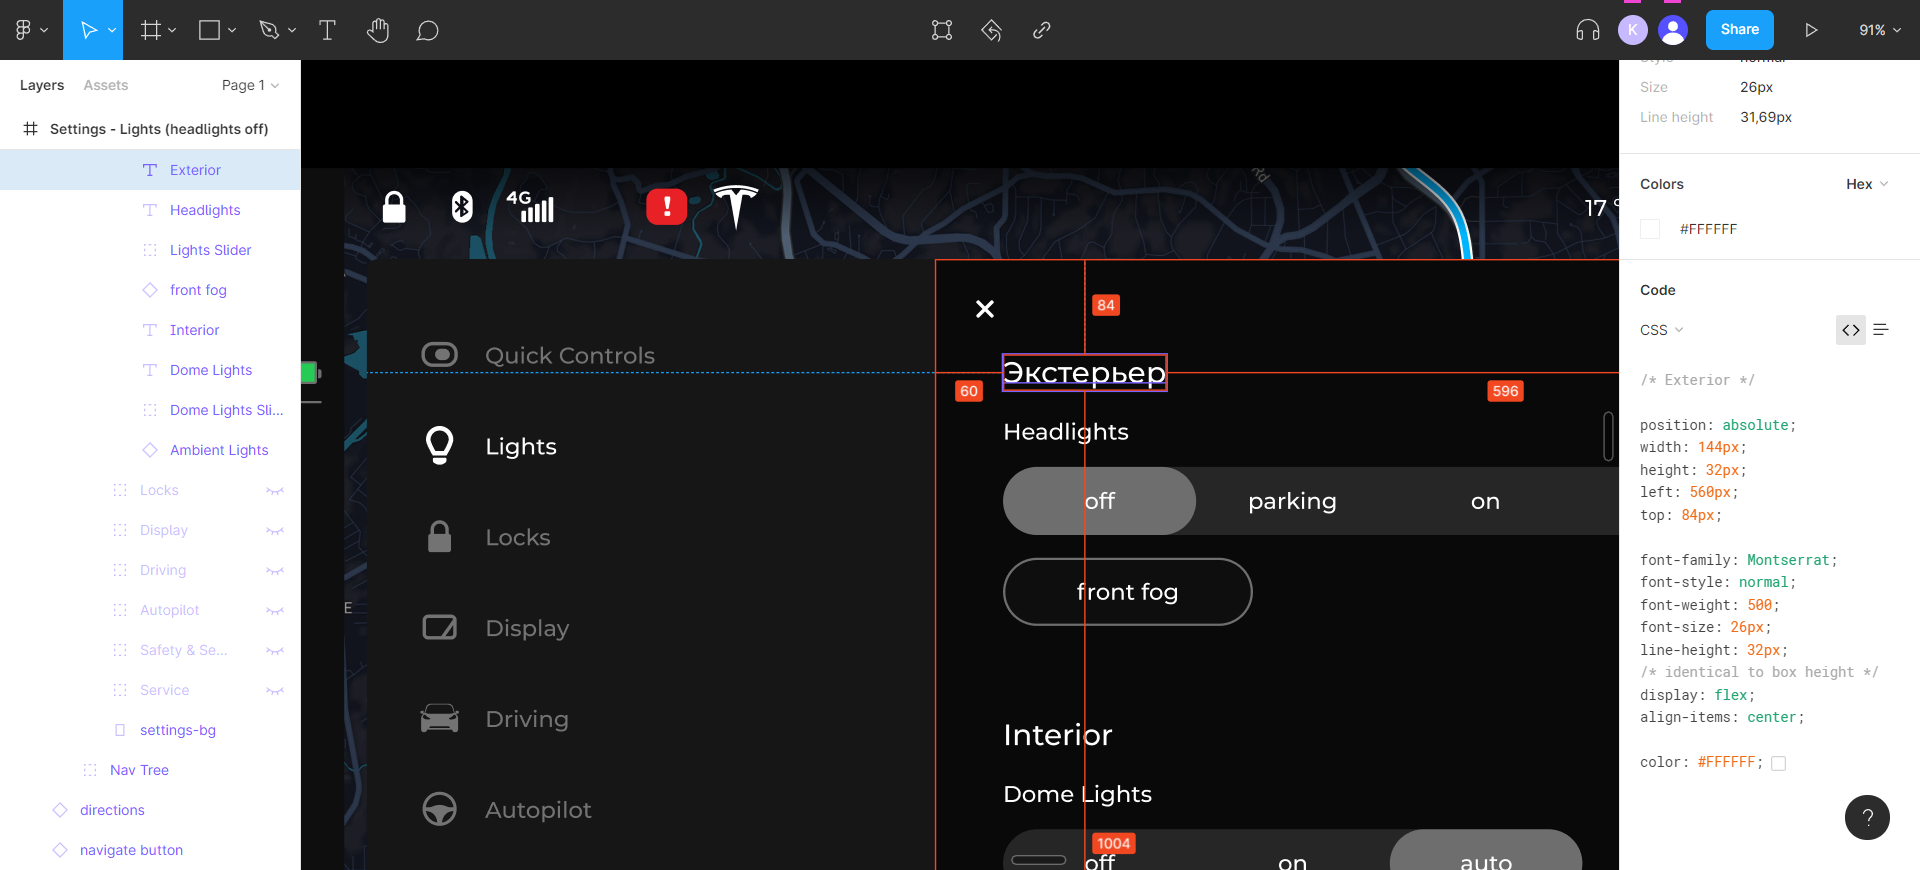 K
Share
91%
Layers
Assets
Page 1
Settings - Lights (headlights off)
Exterior
Headlights
Lights Slider
front fog
Interior
Dome Lights
Dome Lights Sli...
Ambient Lights
Locks
Display
Driving
Autopilot
Safety & Se...
Service
settings-bg
Nav Tree
directions
navigate button
4G
!
Rd
17 °
E
Quick Controls
Lights
Locks
Display
Driving
Autopilot
84
Экстерьер
60
596
Headlights
off
parking
on
front fog
Interior
Dome Lights
1004
off
on
auto
Style
normal
Size
26px
Line height
31,69px
Colors
Hex
#FFFFFF
Code
CSS
/* Exterior */
position: absolute;
width: 144px;
height: 32px;
left: 560px;
top: 84px;
font-family: Montserrat;
font-style: normal;
font-weight: 500;
font-size: 26px;
line-height: 32px;
/* identical to box height */
display: flex;
align-items: center;
color: #FFFFFF;
?